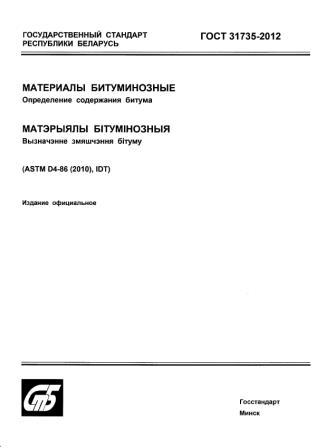 ГОСУДАРСТВЕННЫЙ СТАНДАРТ
РЕСПУБЛИКИ БЕЛАРУСЬ
ГОСТ 31735-2012
МАТЕРИАЛЫ БИТУМИНОЗНЫЕ
Определение содержания битума
МАТЭРЫЯЛЫ БІТУМІНОЗНЫЯ
Вызначэнне змяшчэння бітуму
(ASTM D4-86 (2010), IDT)
Издание официальное
СТБ
Госстандарт
Минск